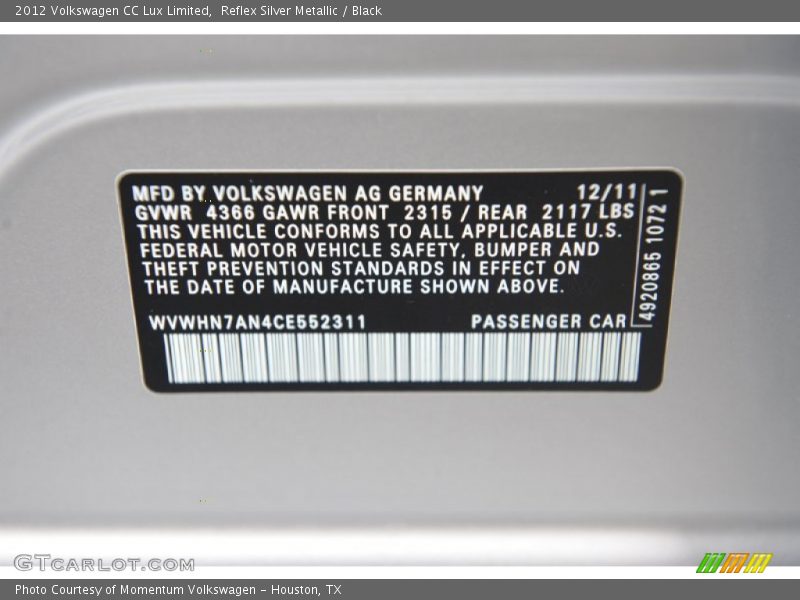 2012 Volkswagen CC Lux Limited,  Reflex Silver Metallic / Black
MFD BY VOLKSWAGEN AG GERMANY 12/11
GVWR 4366 GAWR FRONT 2315 / REAR 2117 LBS
THIS VEHICLE CONFORMS TO ALL APPLICABLE U.S.
FEDERAL MOTOR VEHICLE SAFETY, BUMPER AND
THEFT PREVENTION STANDARDS IN EFFECT ON
THE DATE OF MANUFACTURE SHOWN ABOVE.
WVWHN7AN4CE552311 PASSENGER CAR
4920865 1072 1
GTCARLOT.COM
Photo Courtesy of Momentum Volkswagen - Houston, TX